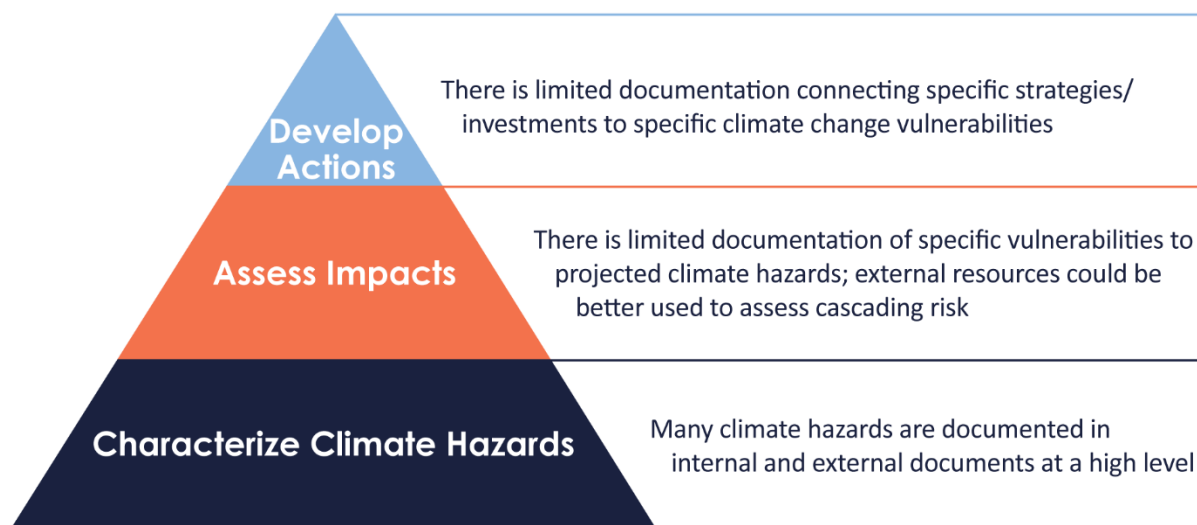 Develop
Actions
There is limited documentation connecting specific strategies/
investments to specific climate change vulnerabilities
Assess Impacts
There is limited documentation of specific vulnerabilities to
projected climate hazards; external resources could be
better used to assess cascading risk
Characterize Climate Hazards
Many climate hazards are documented in
internal and external documents at a high level